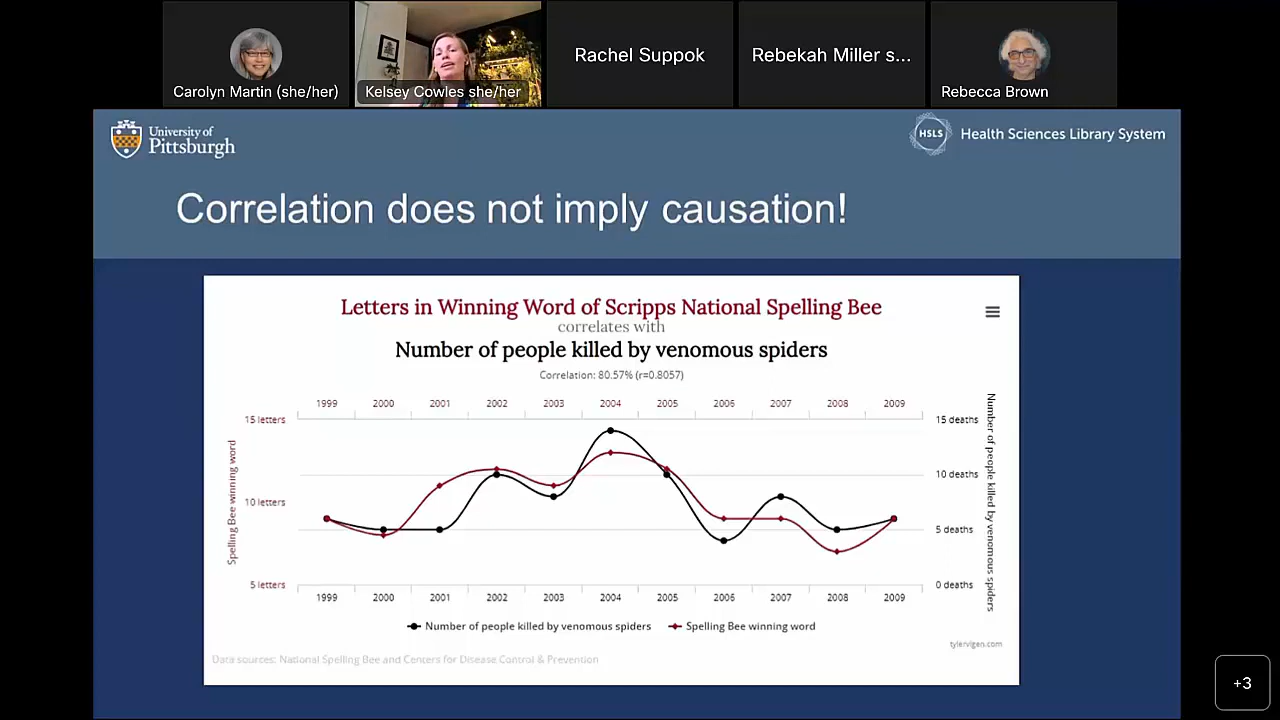 Carolyn Martin (she/her)
Kelsey Cowles she/her
Rachel Suppok
Rebekah Miller s...
Rebecca Brown
University of
Pittsburgh
HSLS
Health Sciences Library System
Correlation does not imply causation!
Letters in Winning Word of Scripps National Spelling Bee
correlates with
Number of people killed by venomous spiders
Correlation: 80.57% (r=0.8057)
1999 2000 2001 2002 2003 2004 2005 2006 2007 2008 2009
15 letters
10 letters
5 letters
Spelling Bee winning word
15 deaths
10 deaths
5 deaths
0 deaths
Number of people killed by venomous spiders
1999 2000 2001 2002 2003 2004 2005 2006 2007 2008 2009
Number of people killed by venomous spiders
Spelling Bee winning word
tylervigen.com
Data sources: National Spelling Bee and Centers for Disease Control & Prevention
+3